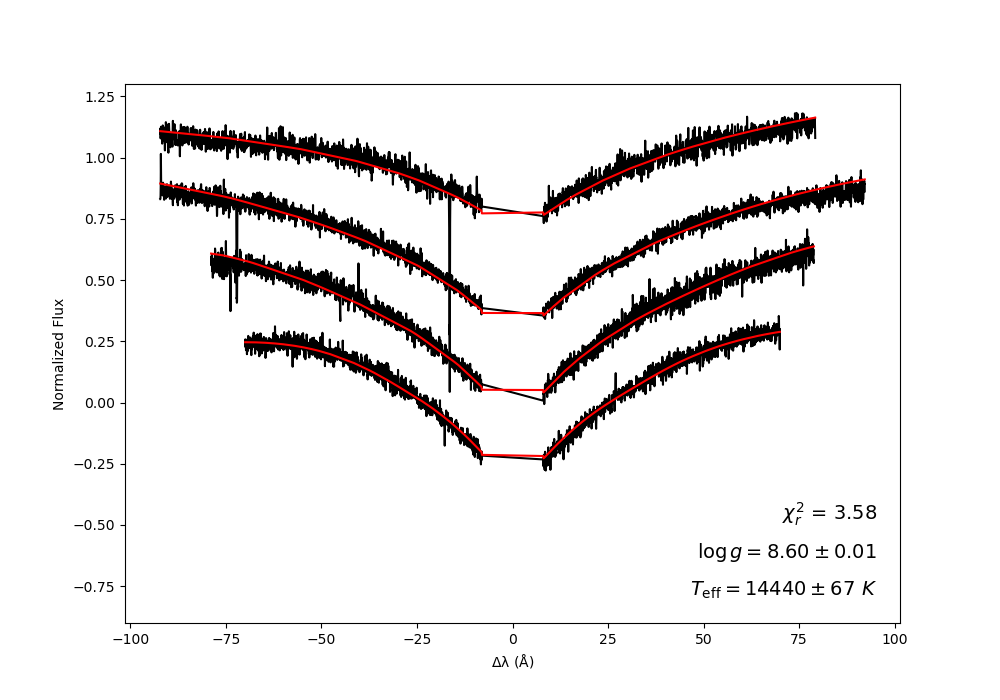 1.25
1.00
0.75
0.50
0.25
0.00
−0.25
−0.50
−0.75
Normalized Flux
χ²ᵣ = 3.58
log g = 8.60 ± 0.01
T_eff = 14440 ± 67 K
−100 −75 −50 −25 0 25 50 75 100
Δλ (Å)